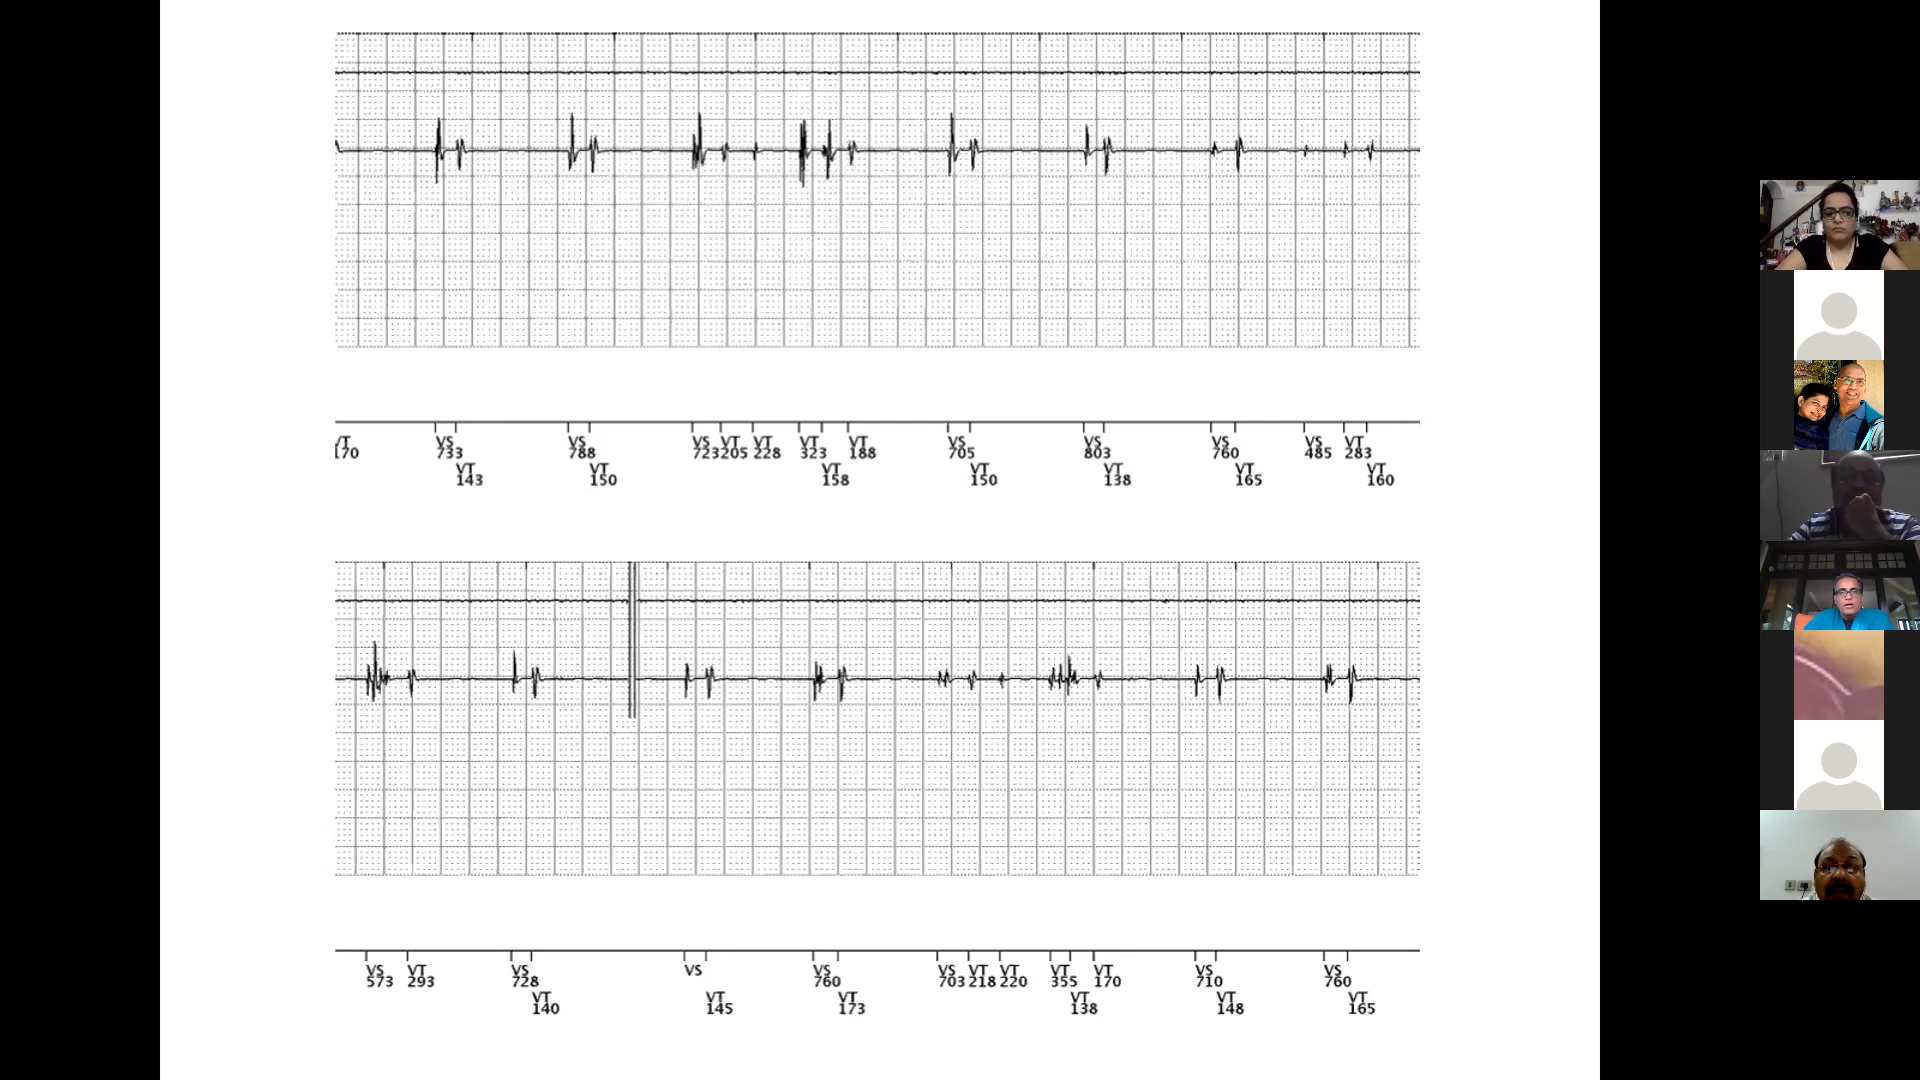 VS VS VS VT VT VT VT VS VS VS VS VT
170 733 788 723 205 228 323 188 705 803 760 485 283
VT VT VT VT VT VT VT
143 150 158 150 138 165 160
VS VT VS VS VS VS VT VT VT VT VS VS
573 293 728 760 703 218 220 355 170 710 760
VT VT VT VT VT VT
140 145 173 138 148 165